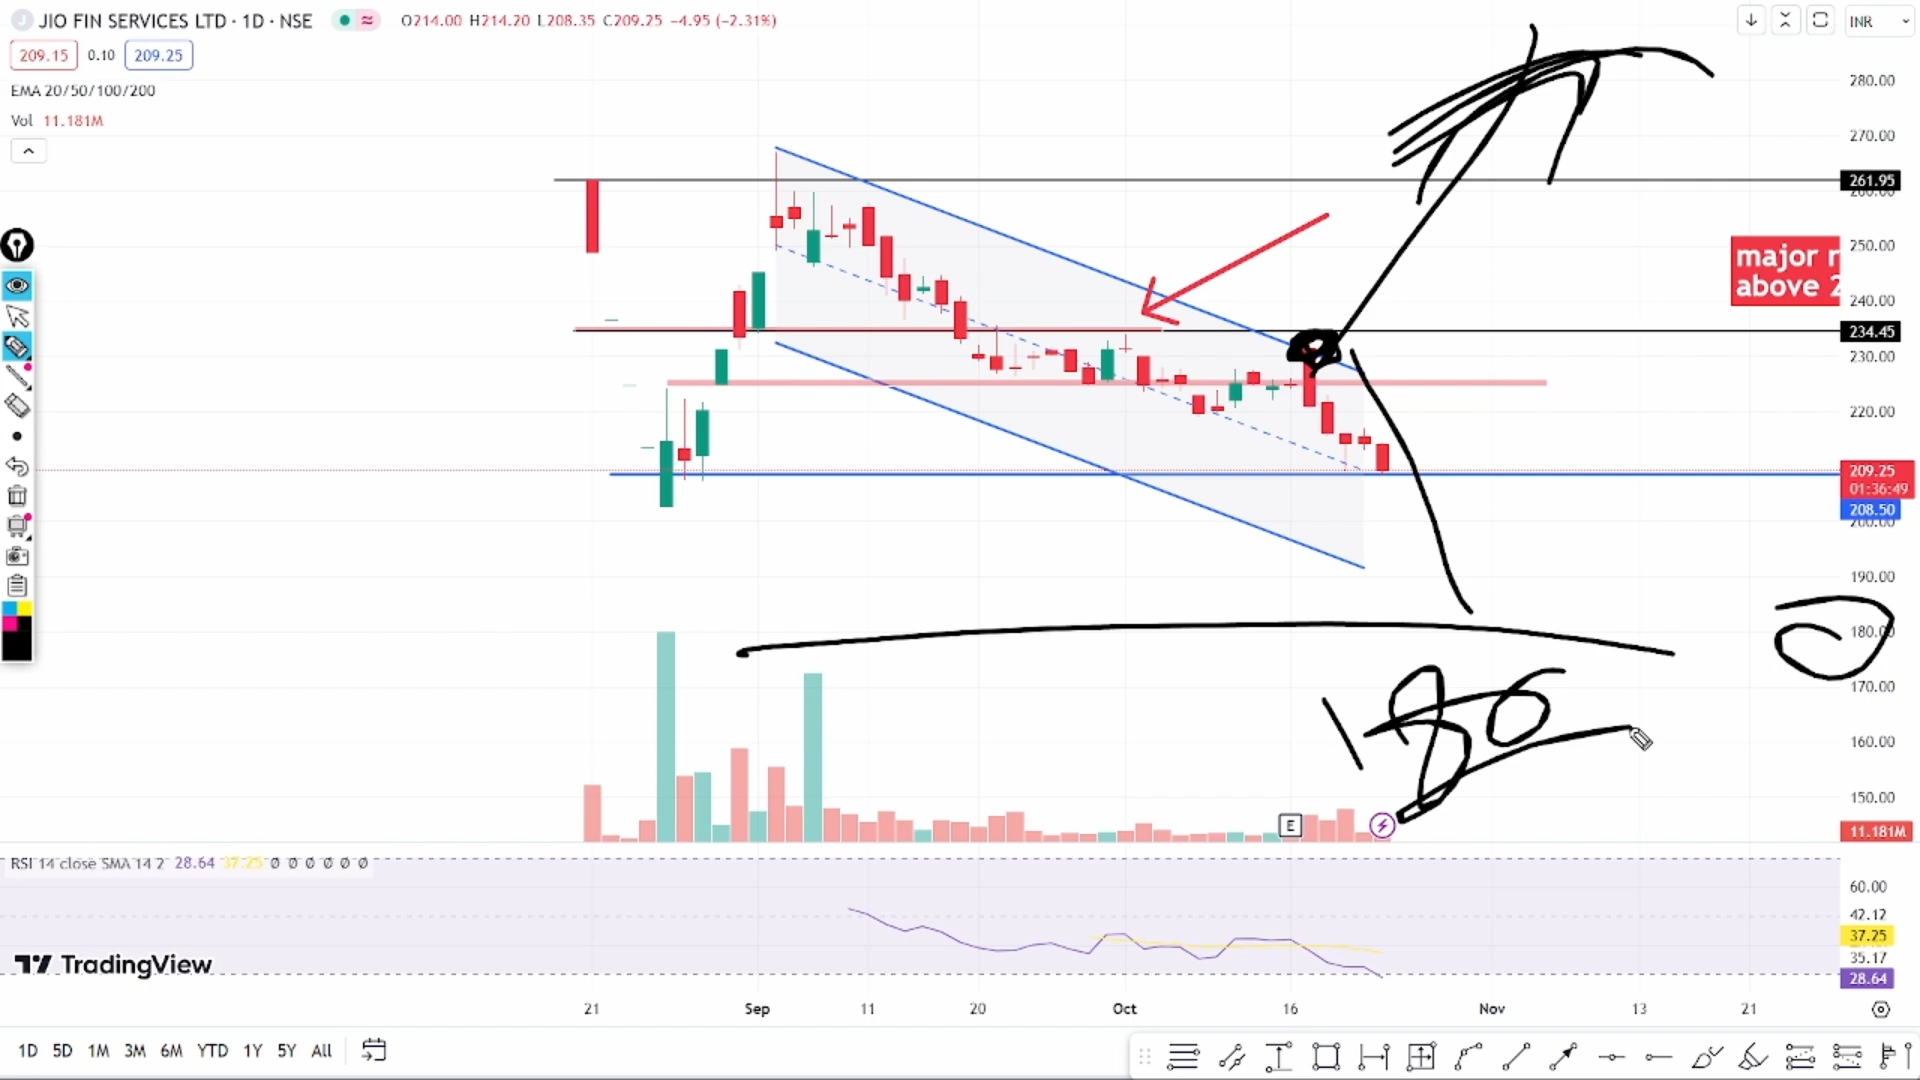 JIO FIN SERVICES LTD · 1D · NSE O214.00 H214.20 L208.35 C209.25 −4.95 (−2.31%)
INR
209.15 0.10 209.25
EMA 20/50/100/200
Vol 11.181M
280.00
270.00
261.95
250.00
major
above 2
240.00
234.45
230.00
220.00
209.25
01:36:49
208.50
200.00
190.00
180.00
170.00
180
160.00
150.00
E
11.181M
RSI 14 close SMA 14 2 28.64 37.25 ∅ ∅ ∅ ∅ ∅ ∅
60.00
42.12
37.25
35.17
28.64
TradingView
21 Sep 11 20 Oct 16 Nov 13 21
1D 5D 1M 3M 6M YTD 1Y 5Y All